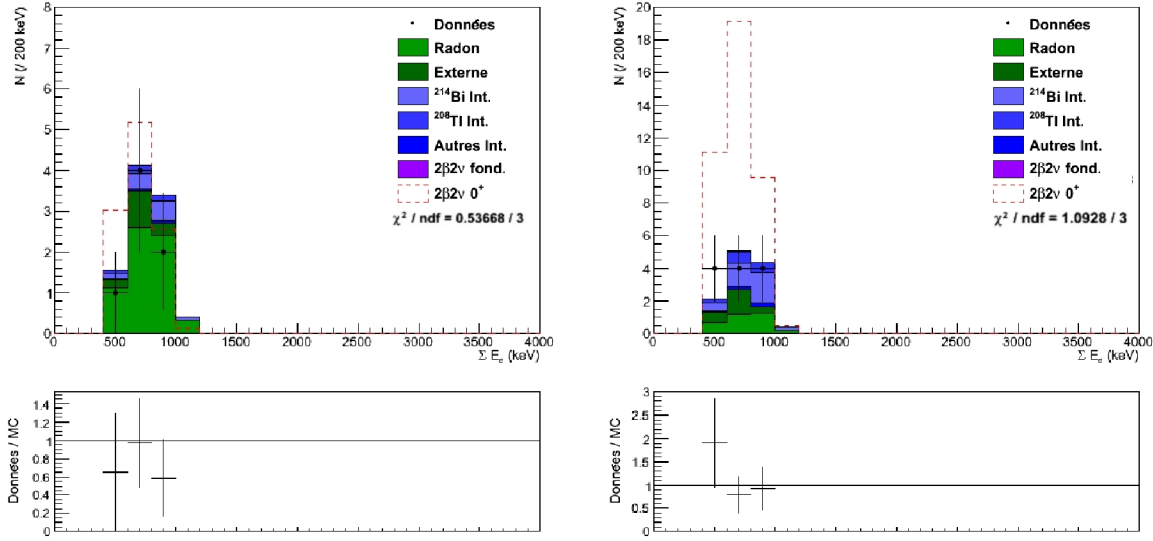 N (/ 200 keV)
8
7
6
5
4
3
2
1
0
Données
Radon
Externe
²¹⁴Bi Int.
²⁰⁸Tl Int.
Autres Int.
2β2ν fond.
2β2ν 0⁺
χ² / ndf = 0.53668 / 3
0 500 1000 1500 2000 2500 3000 3500 4000
Σ Eₑ (keV)
Données / MC
1.4
1.2
1
0.8
0.6
0.4
0.2
0
N (/ 200 keV)
20
18
16
14
12
10
8
6
4
2
0
Données
Radon
Externe
²¹⁴Bi Int.
²⁰⁸Tl Int.
Autres Int.
2β2ν fond.
2β2ν 0⁺
χ² / ndf = 1.0928 / 3
0 500 1000 1500 2000 2500 3000 3500 4000
Σ Eₑ (keV)
Données / MC
3
2.5
2
1.5
1
0.5
0